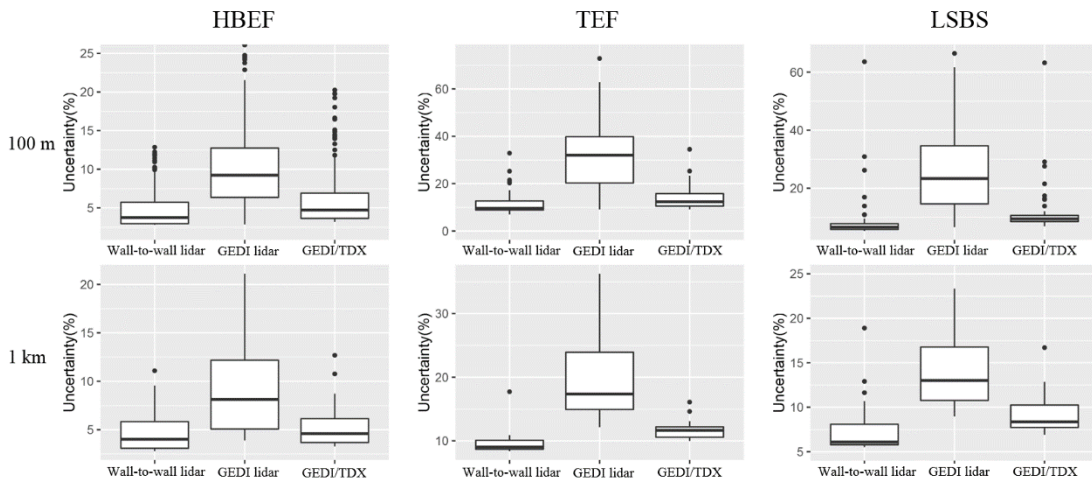 HBEF TEF LSBS
100 m
Uncertainty(%)
25
20
15
10
5
Wall-to-wall lidar GEDI lidar GEDI/TDX
Uncertainty(%)
60
40
20
0
Wall-to-wall lidar GEDI lidar GEDI/TDX
Uncertainty(%)
60
40
20
Wall-to-wall lidar GEDI lidar GEDI/TDX
1 km
Uncertainty(%)
20
15
10
5
Wall-to-wall lidar GEDI lidar GEDI/TDX
Uncertainty(%)
30
20
10
Wall-to-wall lidar GEDI lidar GEDI/TDX
Uncertainty(%)
25
20
15
10
5
Wall-to-wall lidar GEDI lidar GEDI/TDX